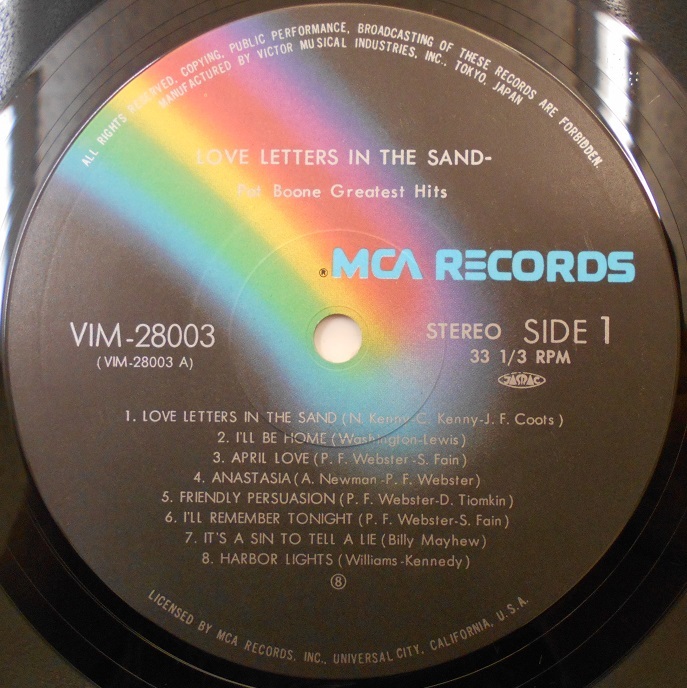 ALL RIGHTS RESERVED, COPYING, PUBLIC PERFORMANCE, BROADCASTING OF THESE RECORDS ARE FORBIDDEN.
MANUFACTURED BY VICTOR MUSICAL INDUSTRIES, INC., TOKYO, JAPAN
LOVE LETTERS IN THE SAND-
Pat Boone Greatest Hits
® MCA RECORDS
VIM-28003
(VIM-28003 A)
STEREO SIDE 1
33 1/3 RPM
JASRAC
1. LOVE LETTERS IN THE SAND (N. Kenny-C. Kenny-J. F. Coots)
2. I'LL BE HOME (Washington-Lewis)
3. APRIL LOVE (P. F. Webster-S. Fain)
4. ANASTASIA (A. Newman-P. F. Webster)
5. FRIENDLY PERSUASION (P. F. Webster-D. Tiomkin)
6. I'LL REMEMBER TONIGHT (P. F. Webster-S. Fain)
7. IT'S A SIN TO TELL A LIE (Billy Mayhew)
8. HARBOR LIGHTS (Williams-Kennedy)
⑧
LICENSED BY MCA RECORDS, INC., UNIVERSAL CITY, CALIFORNIA, U.S.A.